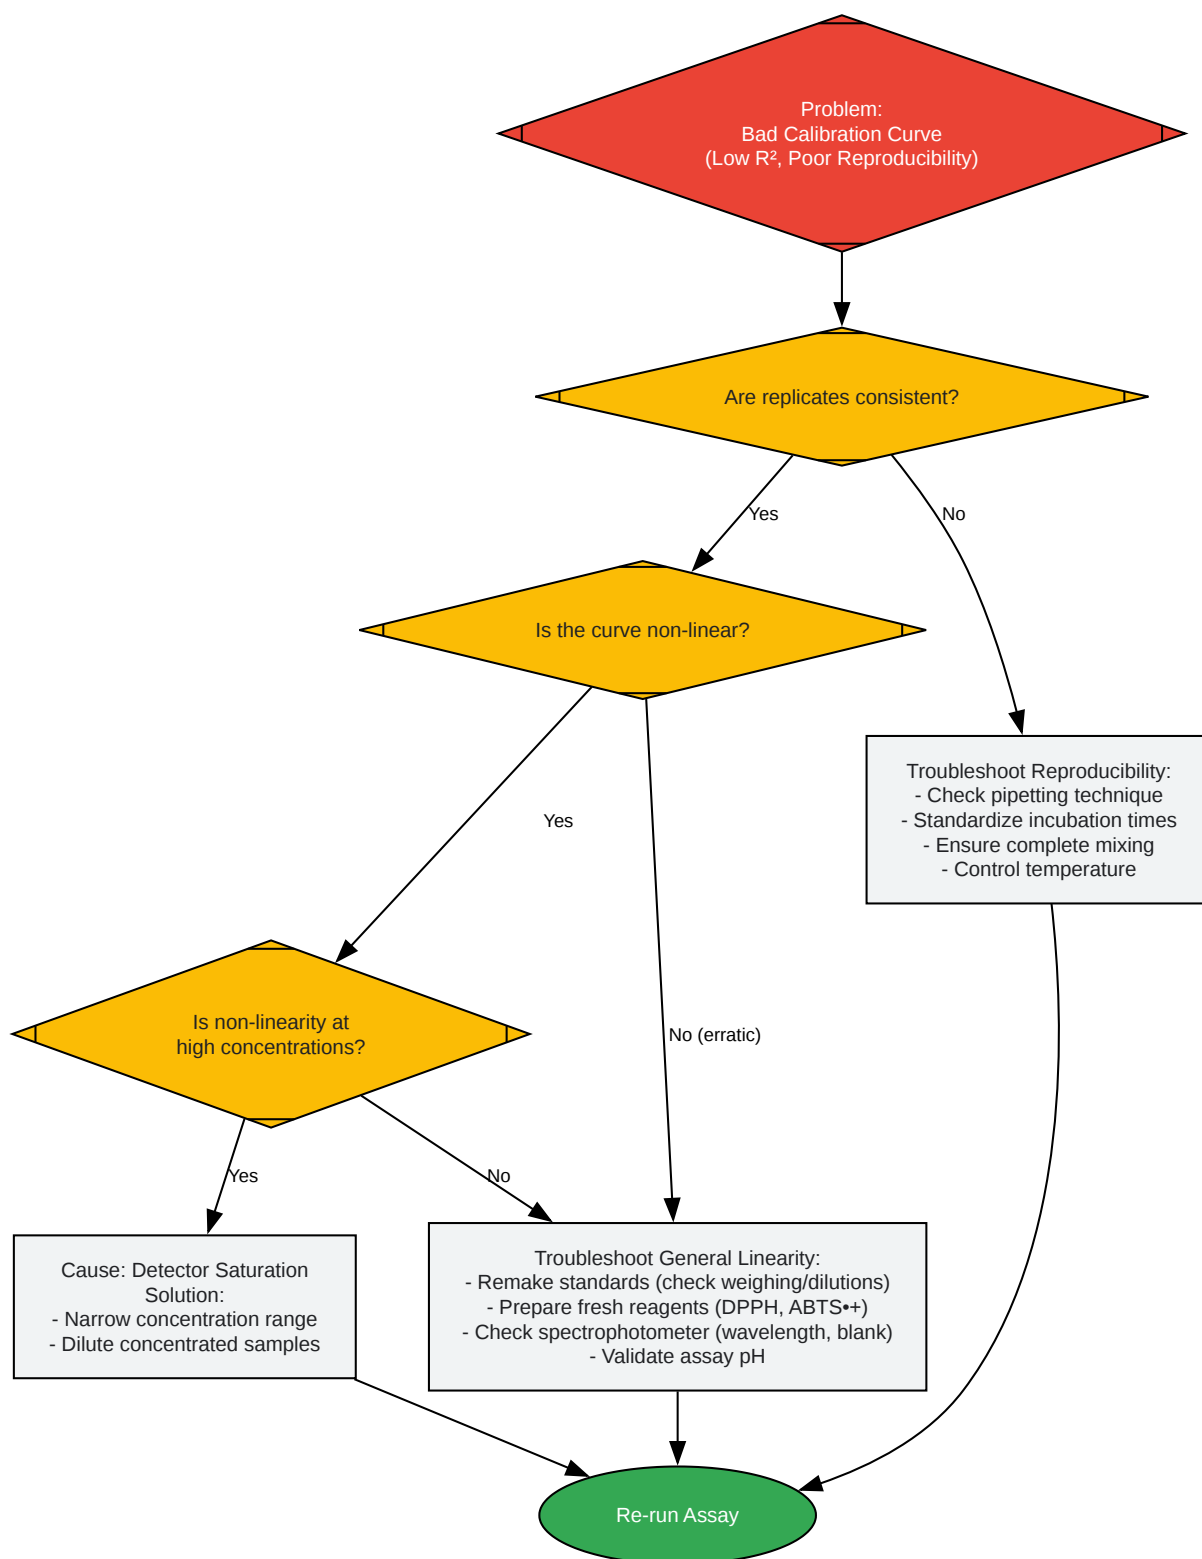 Problem:
Bad Calibration Curve
(Low R², Poor Reproducibility)
Are replicates consistent?
Yes
No
Is the curve non-linear?
Troubleshoot Reproducibility:
- Check pipetting technique
- Standardize incubation times
- Ensure complete mixing
- Control temperature
Yes
Is non-linearity at
high concentrations?
No (erratic)
Yes
No
Cause: Detector Saturation
Solution:
- Narrow concentration range
- Dilute concentrated samples
Troubleshoot General Linearity:
- Remake standards (check weighing/dilutions)
- Prepare fresh reagents (DPPH, ABTS•+)
- Check spectrophotometer (wavelength, blank)
- Validate assay pH
Re-run Assay